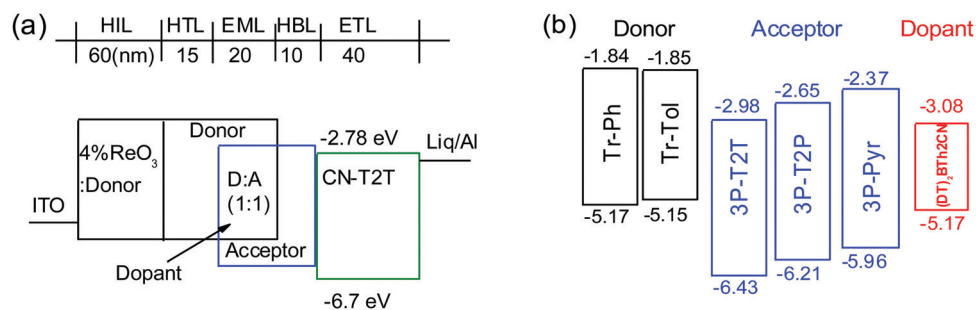 (a)
HIL HTL EML HBL ETL
60(nm) 15 20 10 40
Donor
4%ReO3
:Donor
-2.78 eV
Liq/Al
CN-T2T
D:A
(1:1)
ITO
Acceptor
Dopant
-6.7 eV
(b)
Donor Acceptor Dopant
-1.84 -1.85
-2.98 -2.65 -2.37
-3.08
Tr-Ph
Tr-Tol
3P-T2T
3P-T2P
3P-Pyr
(DT)2BTh2CN
-5.17 -5.15
-5.17
-6.43 -6.21 -5.96